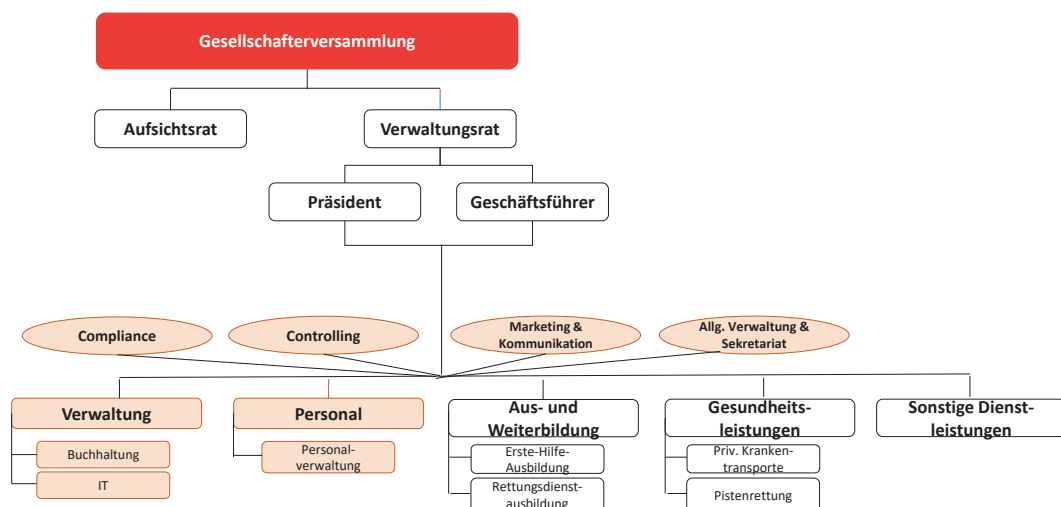 Gesellschafterversammlung
Aufsichtsrat
Verwaltungsrat
Präsident
Geschäftsführer
Compliance
Controlling
Marketing &
Kommunikation
Allg. Verwaltung &
Sekretariat
Verwaltung
Personal
Aus- und
Weiterbildung
Gesundheits-
leistungen
Sonstige Dienst-
leistungen
Buchhaltung
IT
Personal-
verwaltung
Erste-Hilfe-
Ausbildung
Rettungsdienst-
ausbildung
Priv. Kranken-
transporte
Pistenrettung